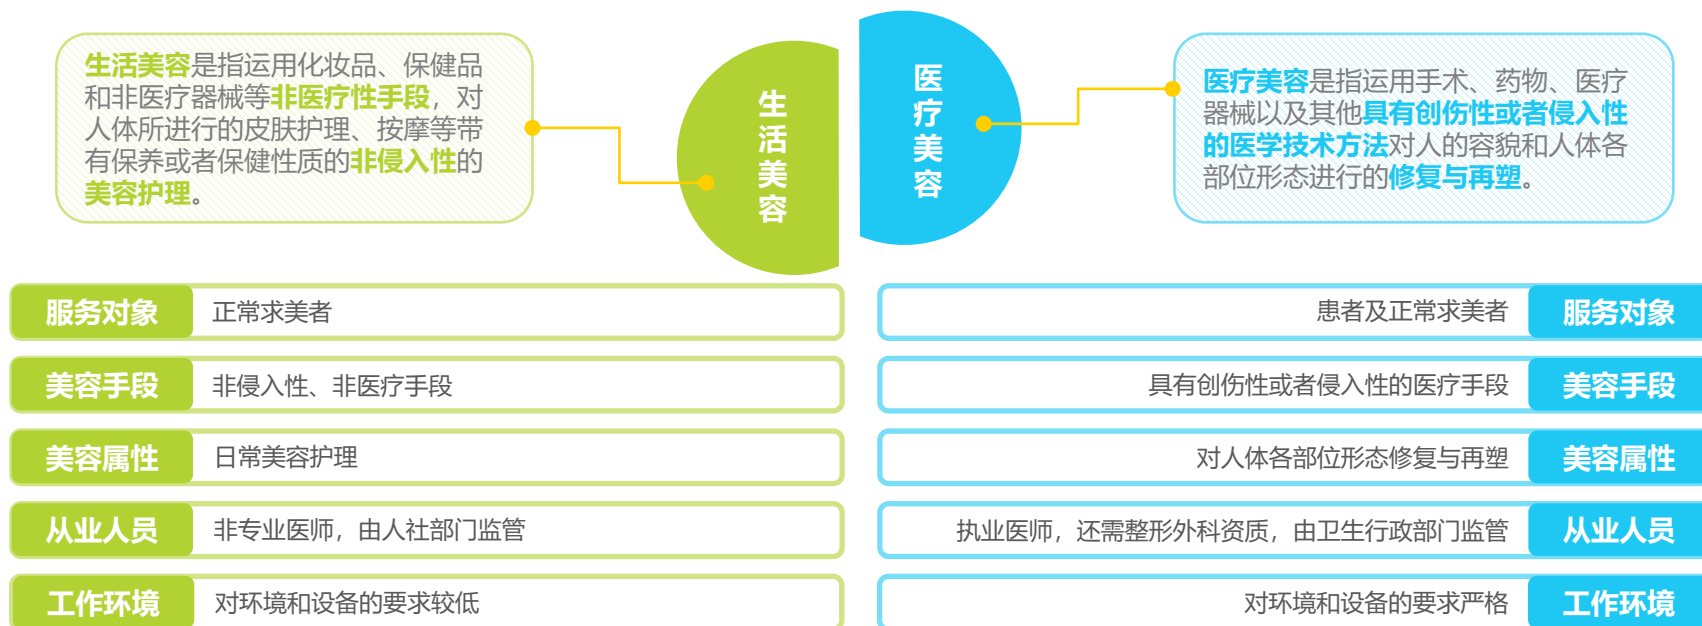 生活美容是指运用化妆品、保健品
和非医疗器械等非医疗性手段，对
人体所进行的皮肤护理、按摩等带
有保养或者保健性质的非侵入性的
美容护理。
生活美容
医疗美容
医疗美容是指运用手术、药物、医疗
器械以及其他具有创伤性或者侵入性
的医学技术方法对人的容貌和人体各
部位形态进行的修复与再塑。
服务对象 正常求美者
患者及正常求美者 服务对象
美容手段 非侵入性、非医疗手段
具有创伤性或者侵入性的医疗手段 美容手段
美容属性 日常美容护理
对人体各部位形态修复与再塑 美容属性
从业人员 非专业医师，由人社部门监管
执业医师，还需整形外科资质，由卫生行政部门监管 从业人员
工作环境 对环境和设备的要求较低
对环境和设备的要求严格 工作环境